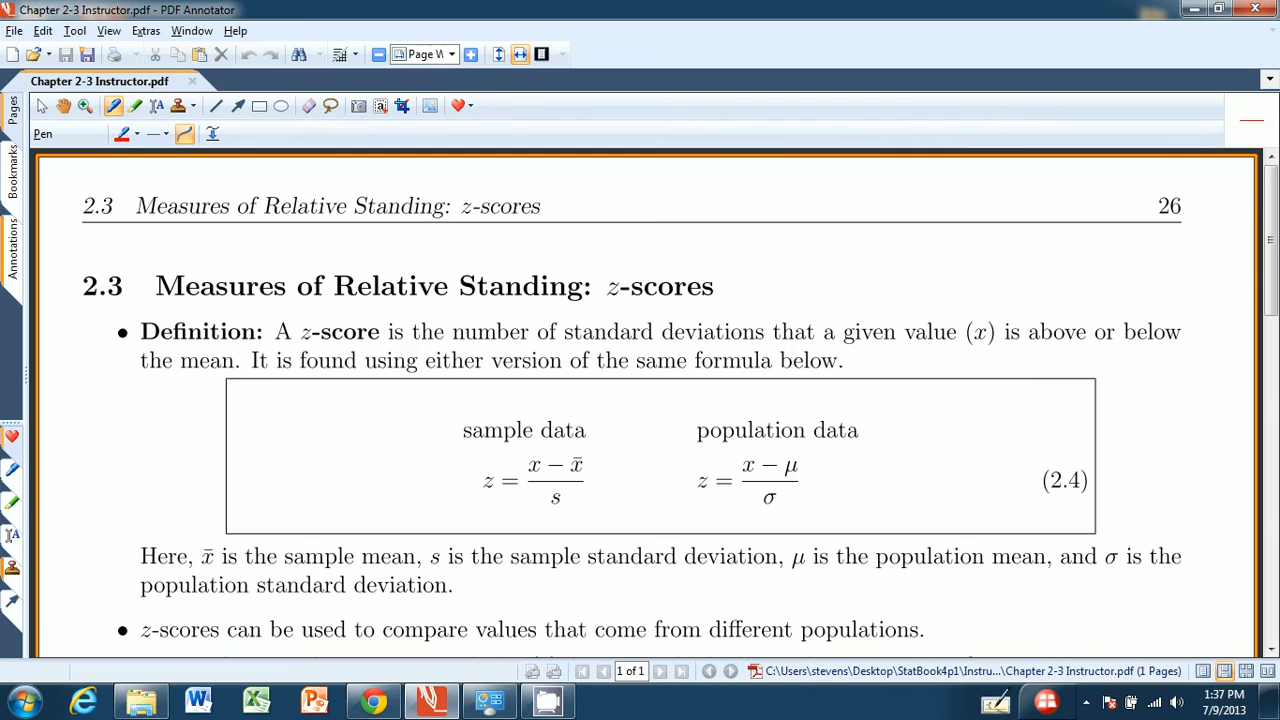 Chapter 2-3 Instructor.pdf - PDF Annotator
File Edit Tool View Extras Window Help
Page W
Chapter 2-3 Instructor.pdf
Pen
Pages
Bookmarks
Annotations
2.3 Measures of Relative Standing: z-scores 26
2.3 Measures of Relative Standing: z-scores
• Definition: A z-score is the number of standard deviations that a given value (x) is above or below
the mean. It is found using either version of the same formula below.
sample data population data
z = (x − x̄)/s z = (x − μ)/σ (2.4)
Here, x̄ is the sample mean, s is the sample standard deviation, μ is the population mean, and σ is the
population standard deviation.
• z-scores can be used to compare values that come from different populations.
1 of 1 C:\Users\stevens\Desktop\StatBook4p1\Instru...\Chapter 2-3 Instructor.pdf (1 Pages)
1:37 PM
7/9/2013